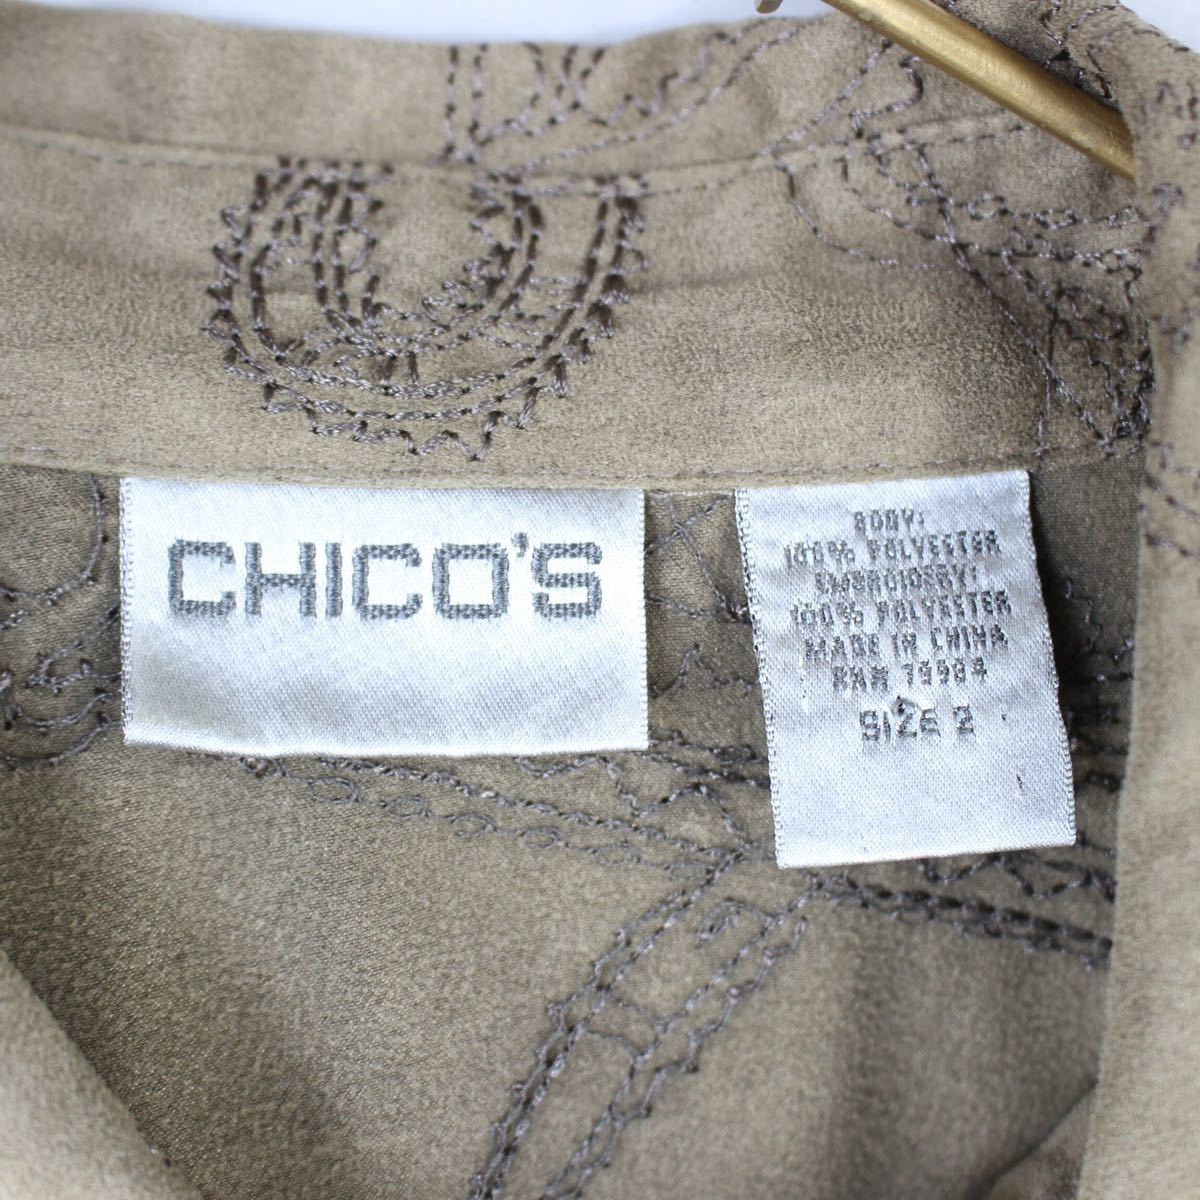 CHICO'S
BODY:
100% POLYESTER
EMBROIDERY:
100% POLYESTER
MADE IN CHINA
RN# 79984
SIZE 2